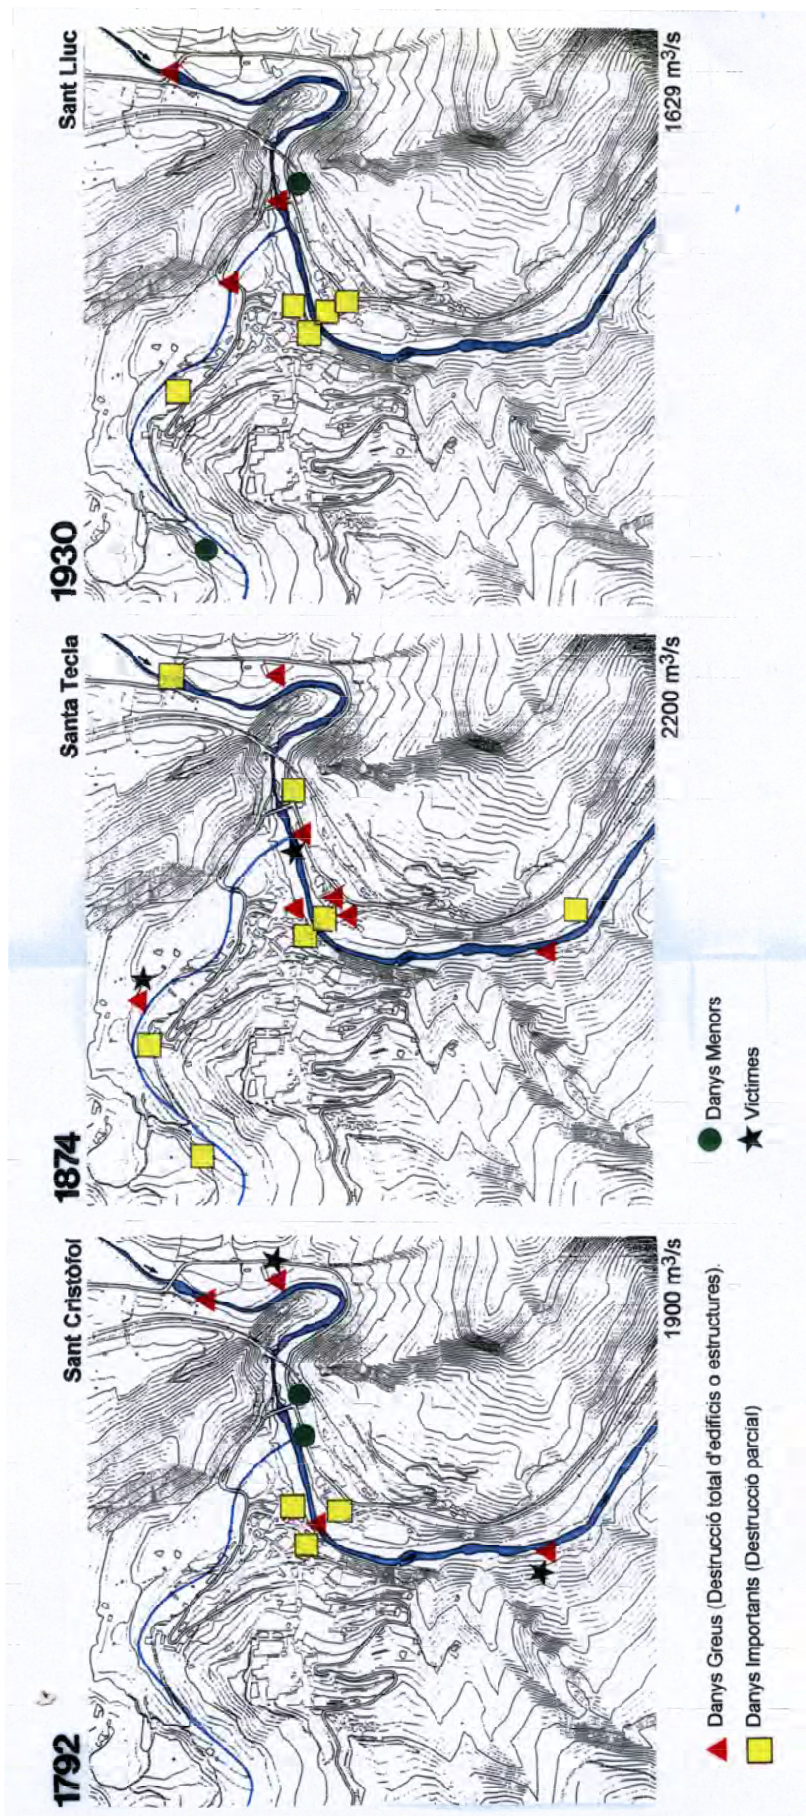 1792
Sant Cristòfol
1900 m³/s
1874
Santa Tecla
2200 m³/s
1930
Sant Lluc
1629 m³/s
Danys Greus (Destrucció total d'edificis o estructures).
Danys Importants (Destrucció parcial)
Danys Menors
Víctimes